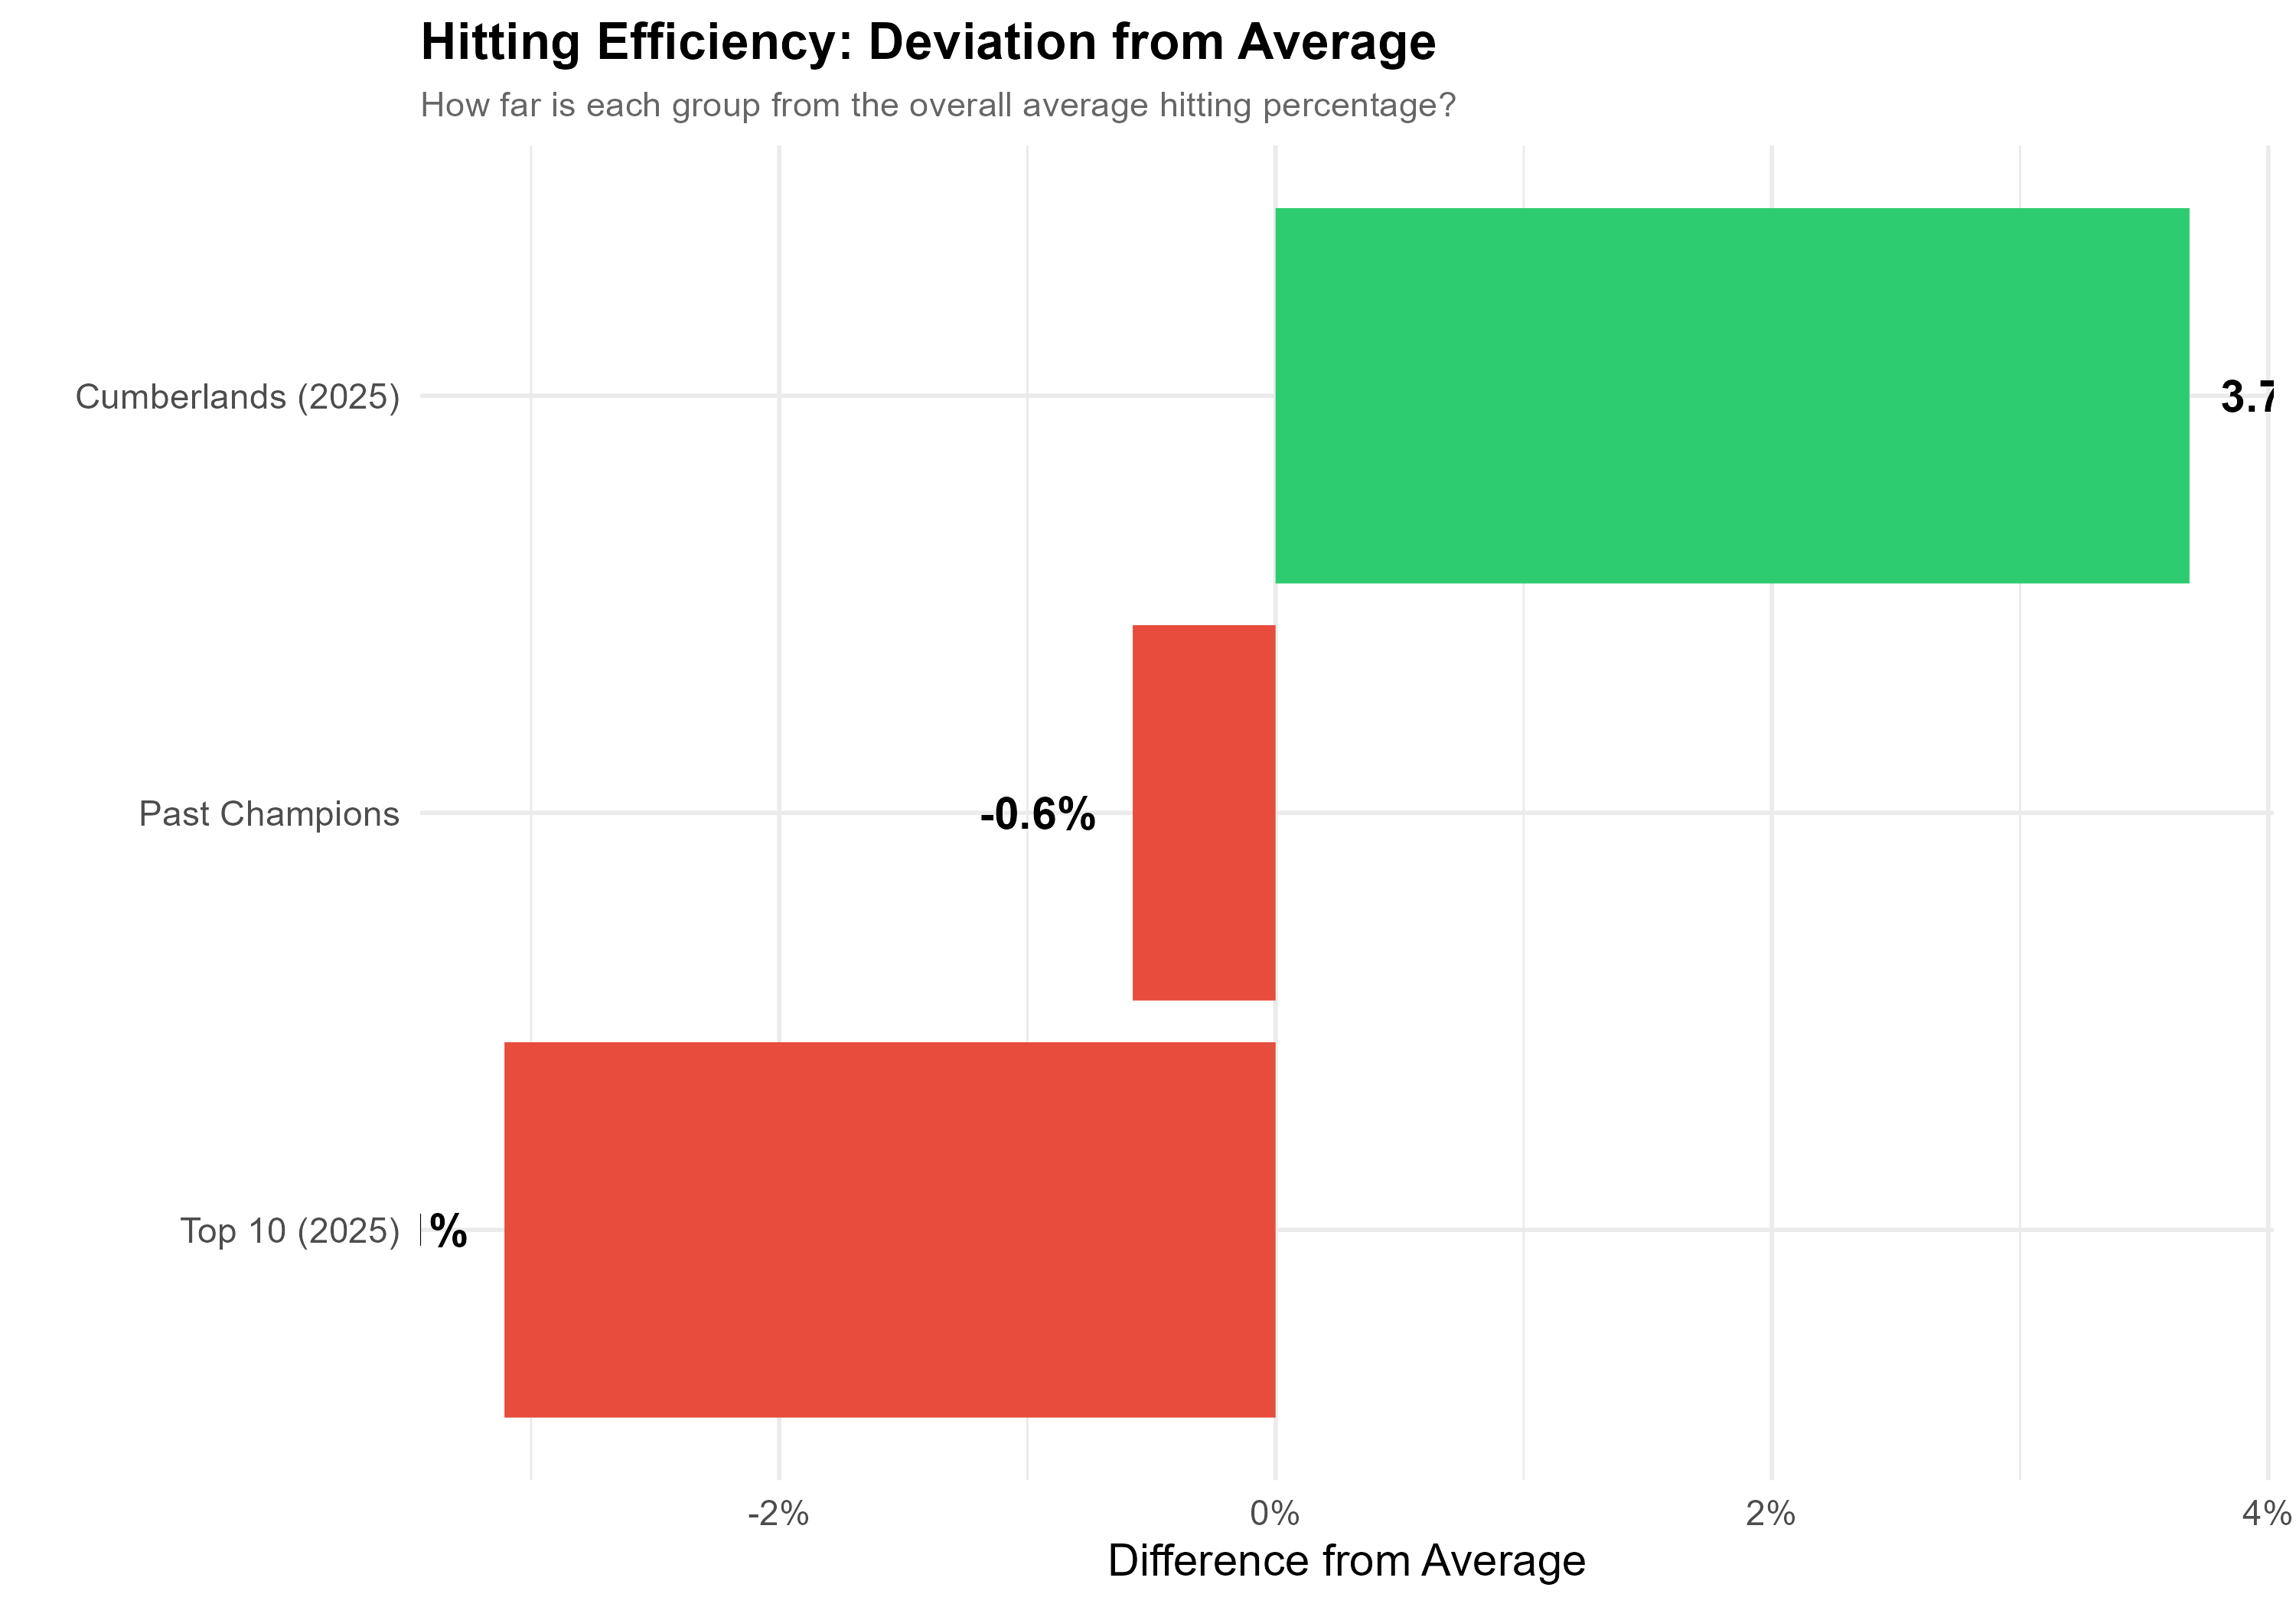 Hitting Efficiency: Deviation from Average
How far is each group from the overall average hitting percentage?
Cumberlands (2025)
3.7
Past Champions
-0.6%
Top 10 (2025)
%
-2%
0%
2%
4%
Difference from Average